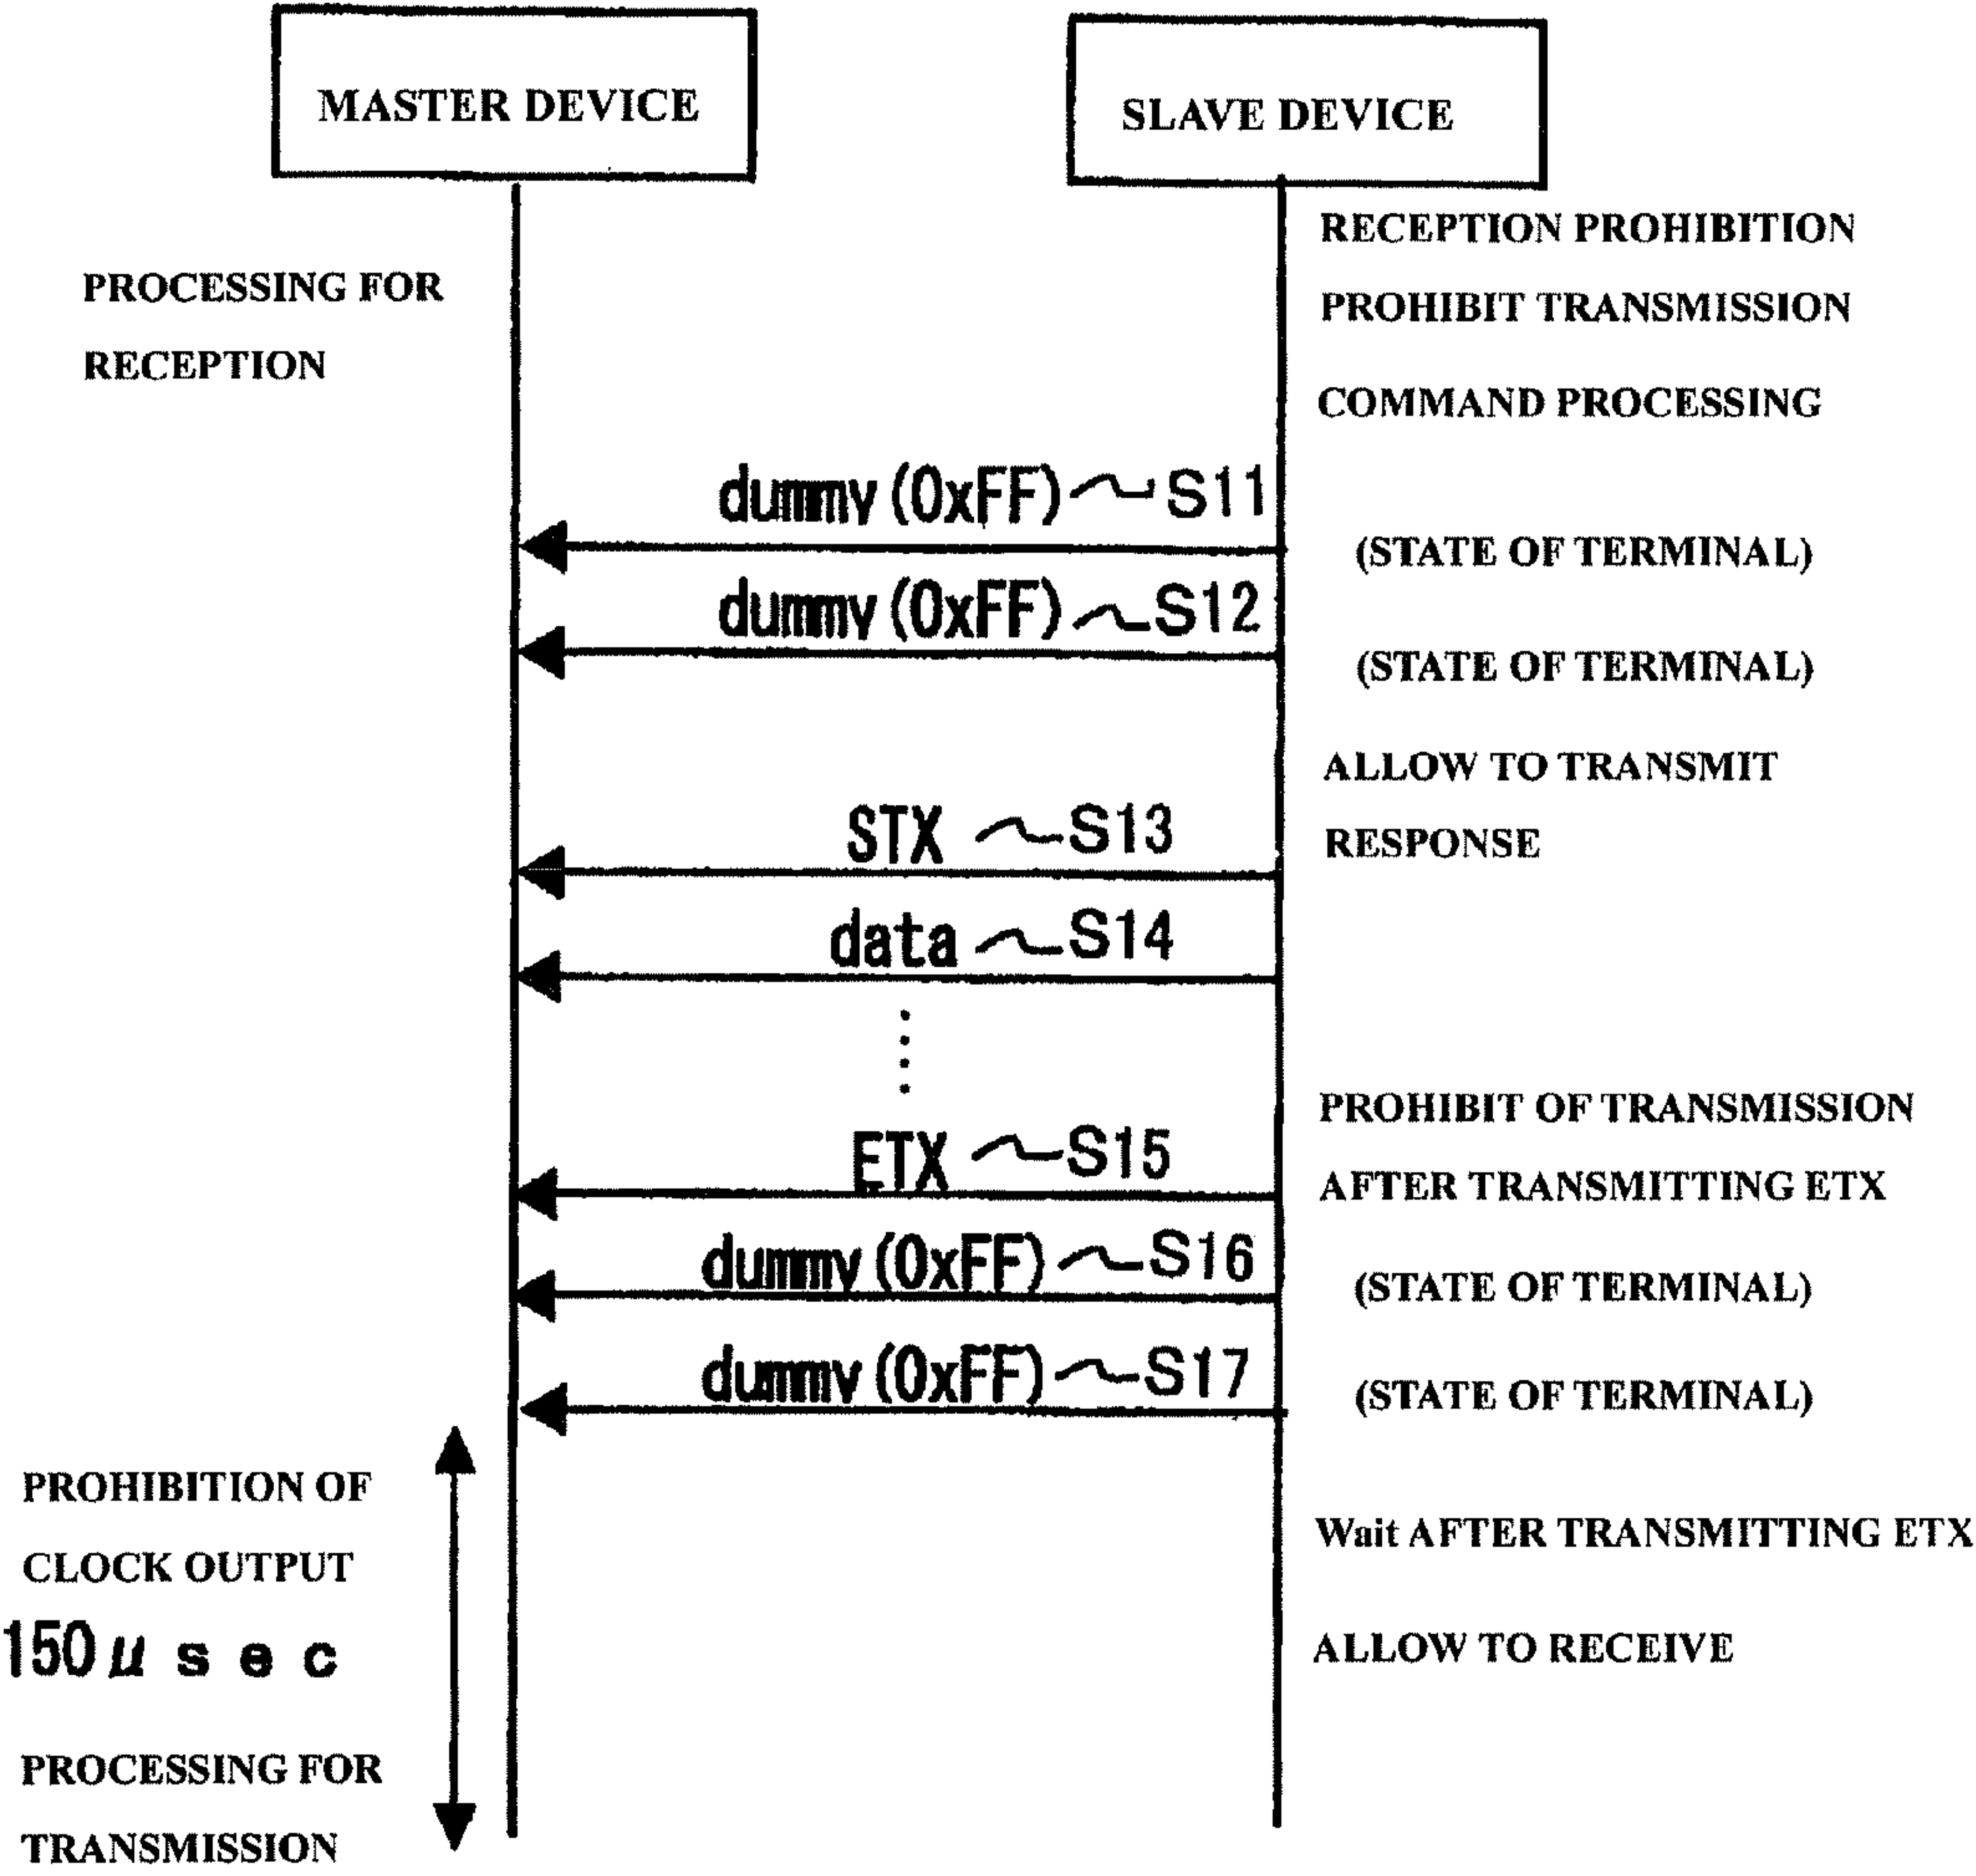 MASTER DEVICE
SLAVE DEVICE
RECEPTION PROHIBITION
PROCESSING FOR
RECEPTION
PROHIBIT TRANSMISSION
COMMAND PROCESSING
dummy(0xFF) S11
(STATE OF TERMINAL)
dummy(0xFF) S12
(STATE OF TERMINAL)
ALLOW TO TRANSMIT
RESPONSE
STX S13
data S14
PROHIBIT OF TRANSMISSION
AFTER TRANSMITTING ETX
ETX S15
dummy(0xFF) S16
(STATE OF TERMINAL)
dummy(0xFF) S17
(STATE OF TERMINAL)
PROHIBITION OF
CLOCK OUTPUT
150μsec
PROCESSING FOR
TRANSMISSION
Wait AFTER TRANSMITTING ETX
ALLOW TO RECEIVE